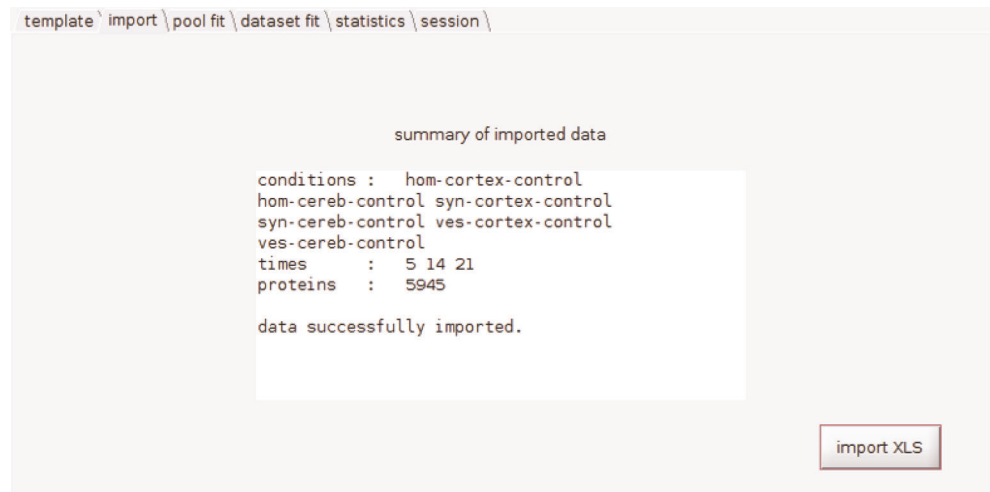 template import pool fit dataset fit statistics session
summary of imported data
conditions : hom-cortex-control
hom-cereb-control syn-cortex-control
syn-cereb-control ves-cortex-control
ves-cereb-control
times : 5 14 21
proteins : 5945
data successfully imported.
import XLS